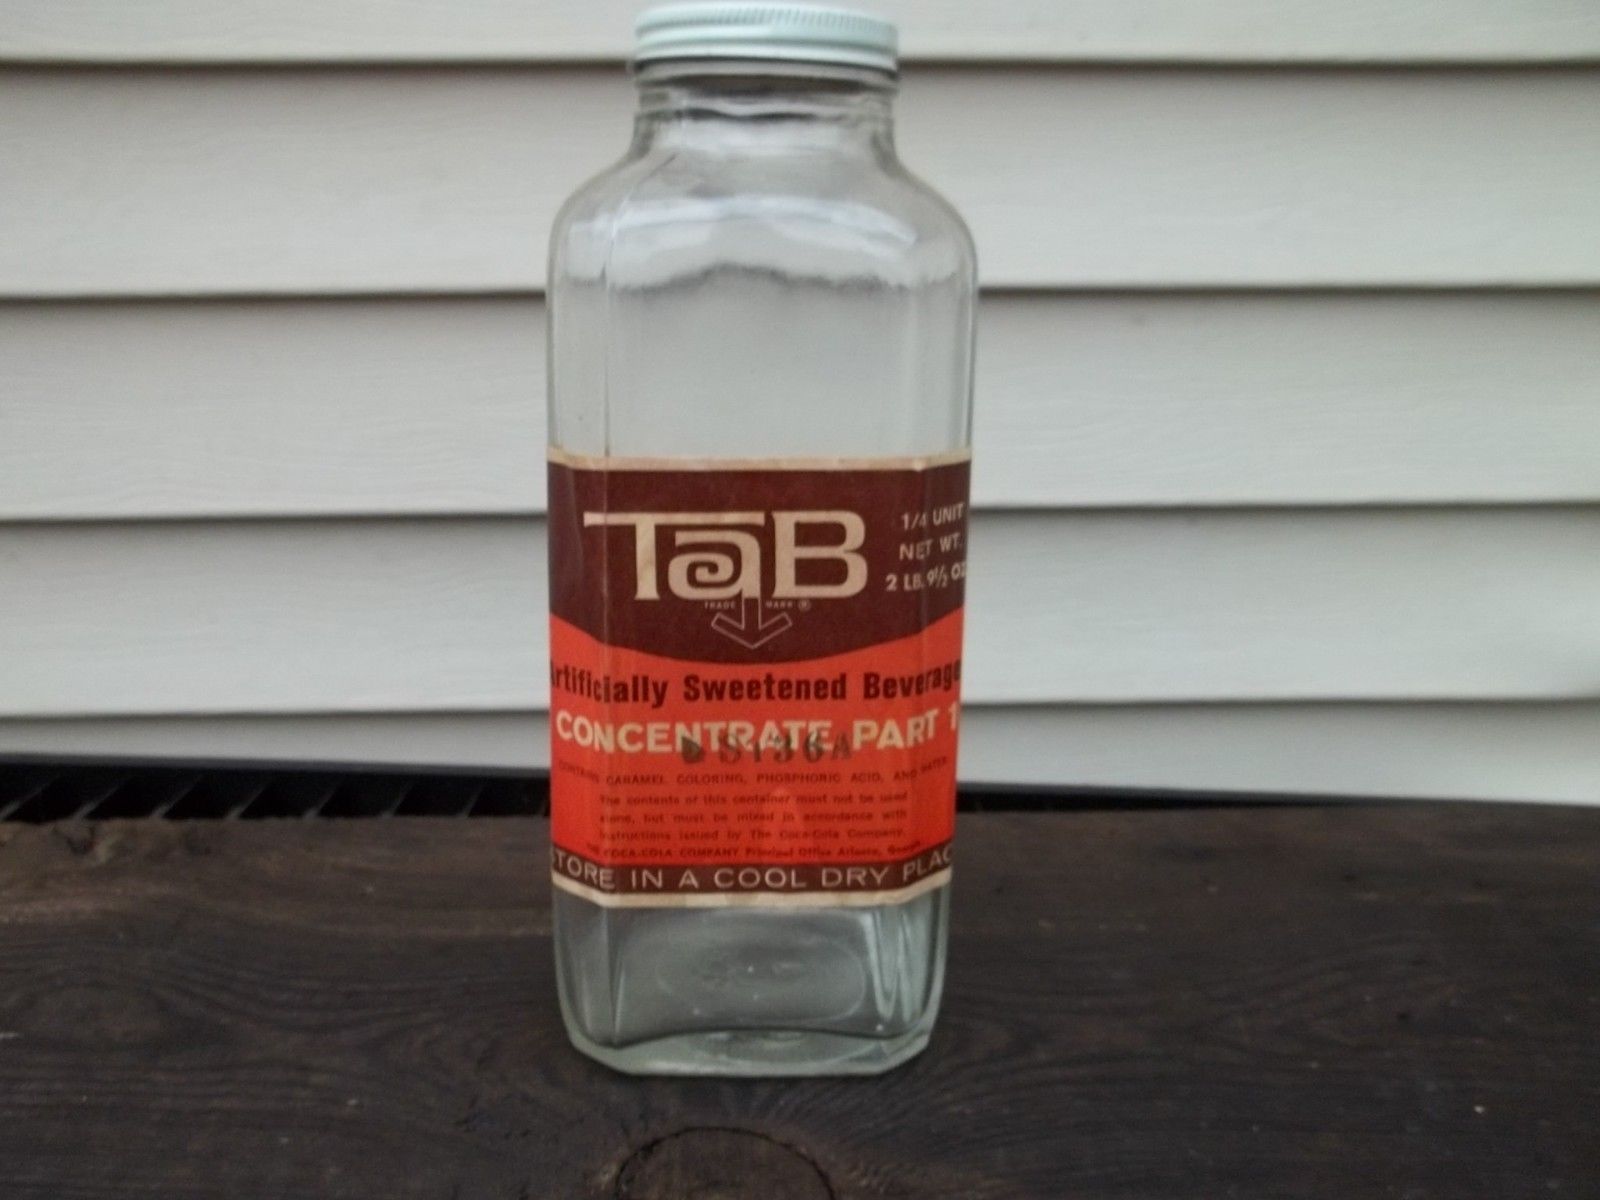 TaB
1/4 UNIT
NET WT.
2 LB. 9½ OZ
TRADE MARK ®
Artificially Sweetened Beverage
CONCENTRATE PART 1
CONTAINS CARAMEL COLORING, PHOSPHORIC ACID, AND WATER
The contents of this container must not be used
alone, but must be mixed in accordance with
instructions issued by The Coca-Cola Company.
THE COCA-COLA COMPANY Principal Office Atlanta, Georgia
STORE IN A COOL DRY PLACE